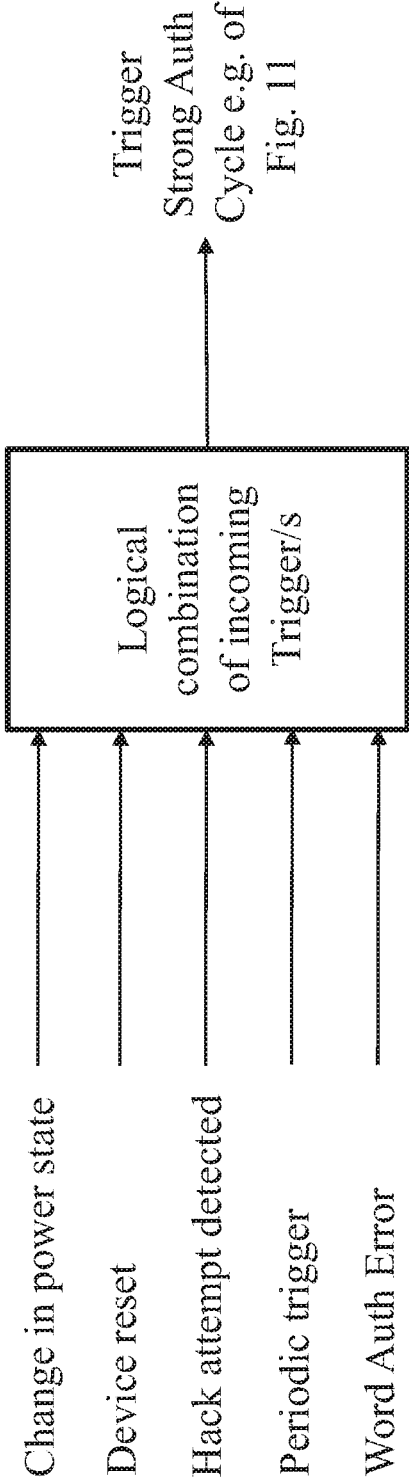 Change in power state
Device reset
Hack attempt detected
Periodic trigger
Word Auth Error
Logical
combination
of incoming
Trigger/s
Trigger
Strong Auth
Cycle e.g. of
Fig. 11